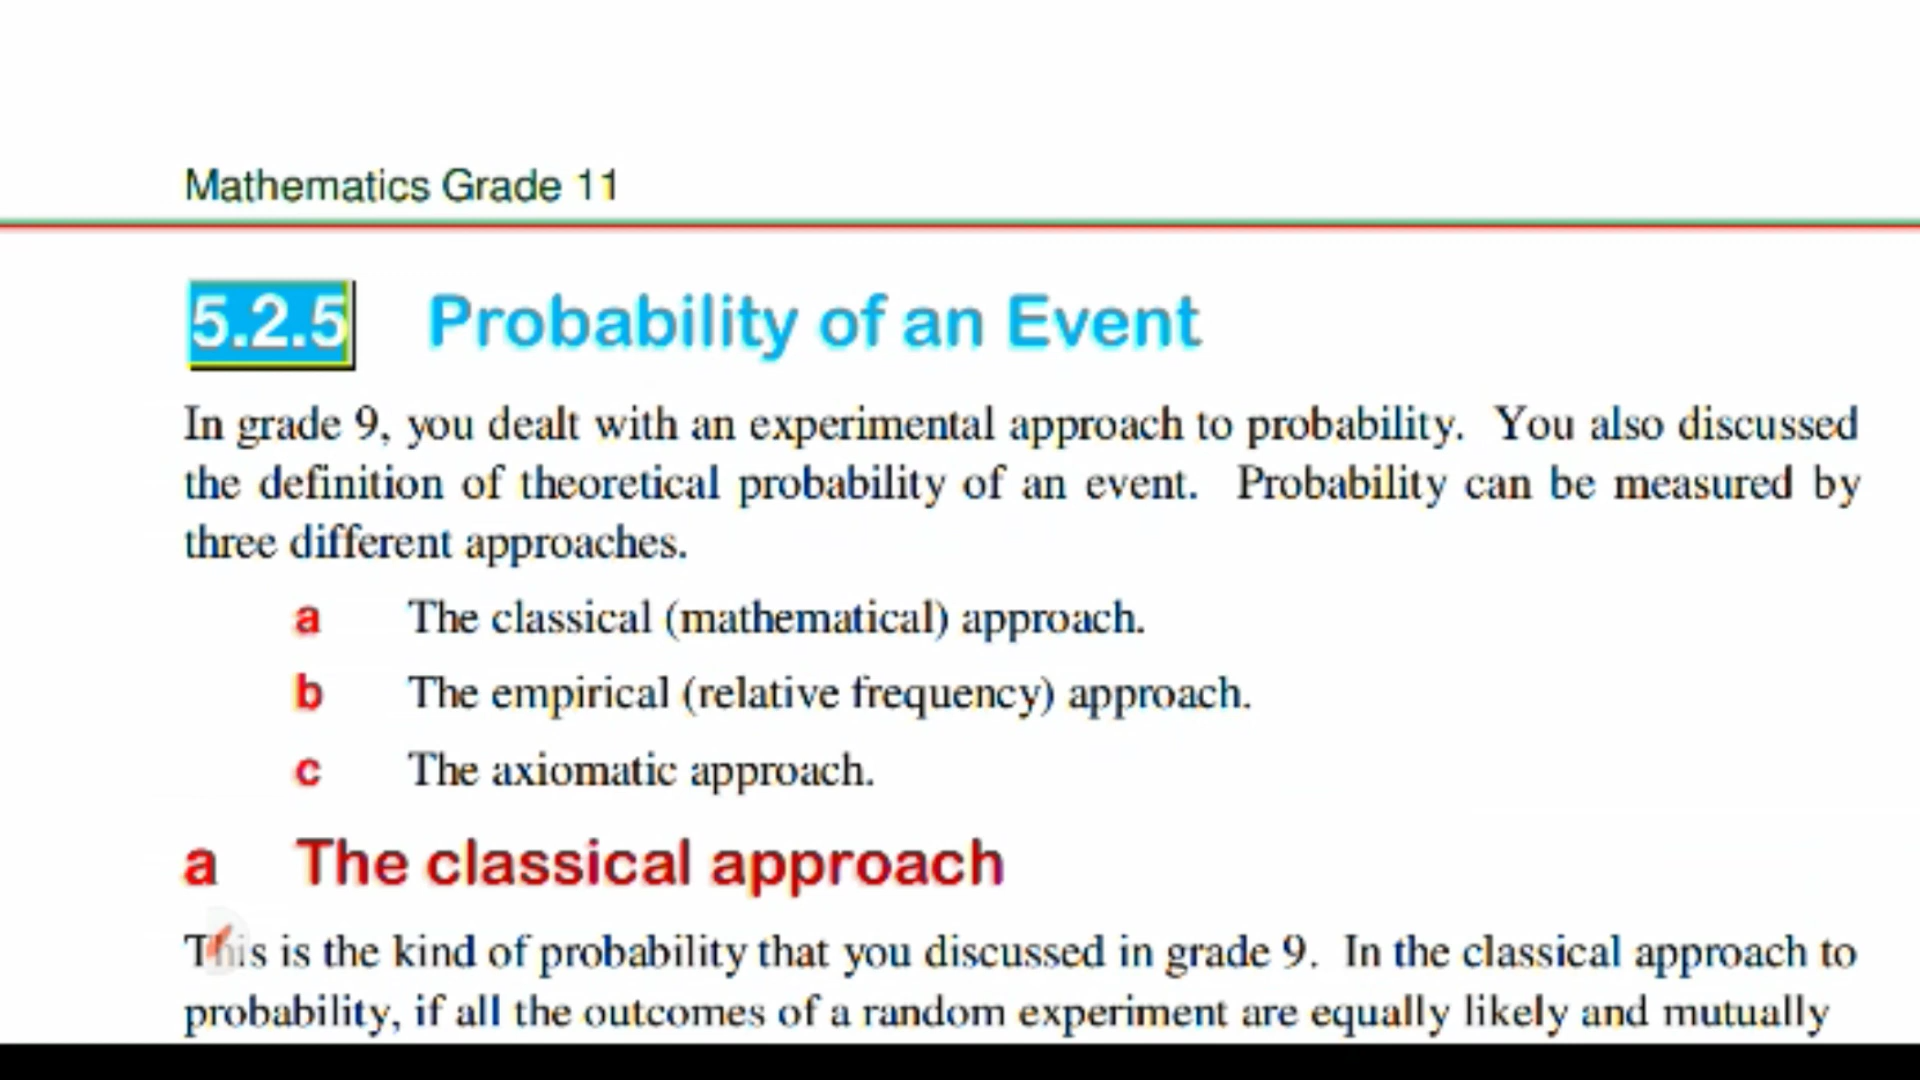 Mathematics Grade 11
5.2.5 Probability of an Event
In grade 9, you dealt with an experimental approach to probability. You also discussed
the definition of theoretical probability of an event. Probability can be measured by
three different approaches.
a The classical (mathematical) approach.
b The empirical (relative frequency) approach.
c The axiomatic approach.
a The classical approach
This is the kind of probability that you discussed in grade 9. In the classical approach to
probability, if all the outcomes of a random experiment are equally likely and mutually